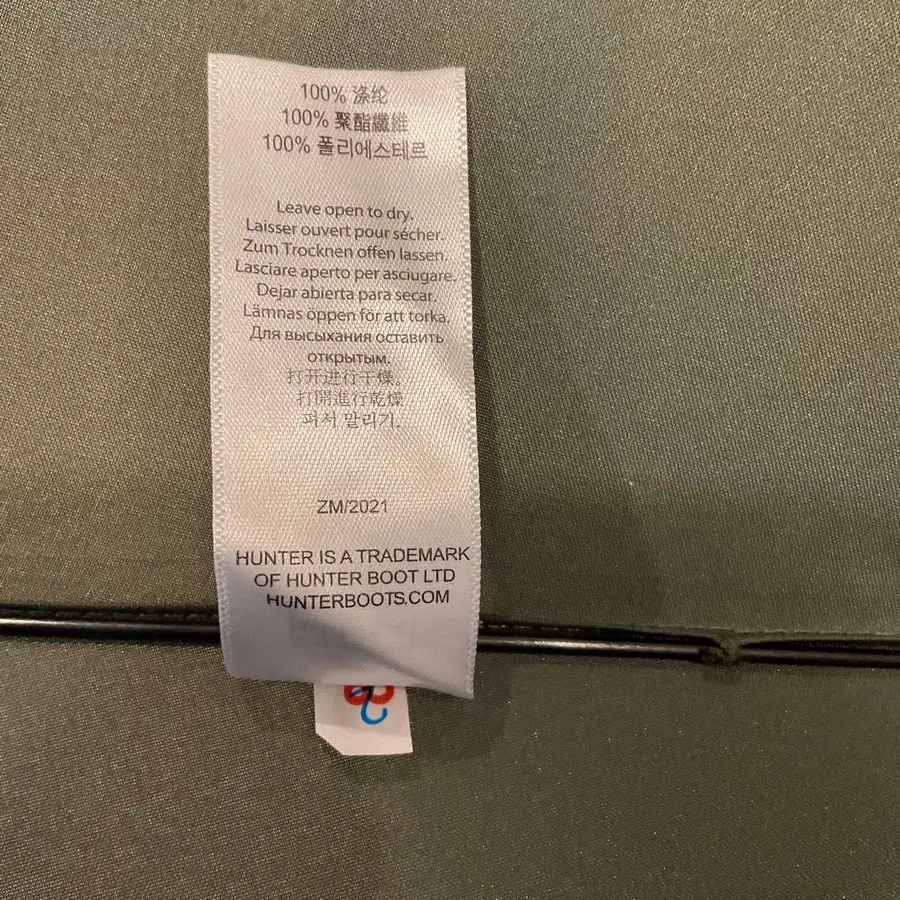 100% 涤纶
100% 聚酯纖維
100% 폴리에스테르
Leave open to dry.
Laisser ouvert pour sécher.
Zum Trocknen offen lassen.
Lasciare aperto per asciugare.
Dejar abierta para secar.
Lämnas öppen för att torka.
Для высыхания оставить
открытым.
打开进行干燥。
打開進行乾燥
펴서 말리기.
ZM/2021
HUNTER IS A TRADEMARK
OF HUNTER BOOT LTD
HUNTERBOOTS.COM